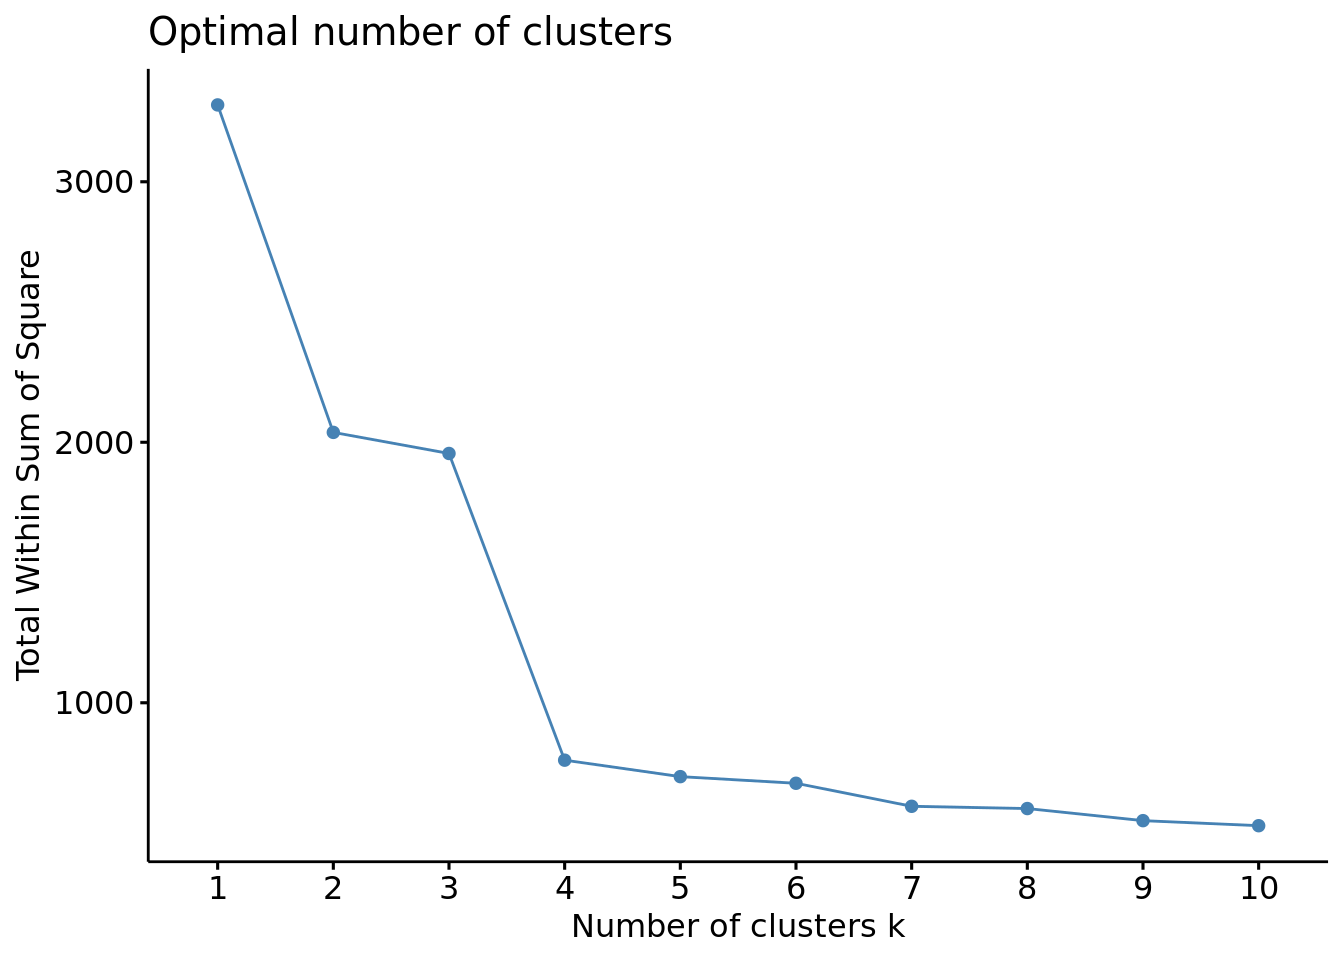 Optimal number of clusters
Total Within Sum of Square
3000
2000
1000
1 2 3 4 5 6 7 8 9 10
Number of clusters k